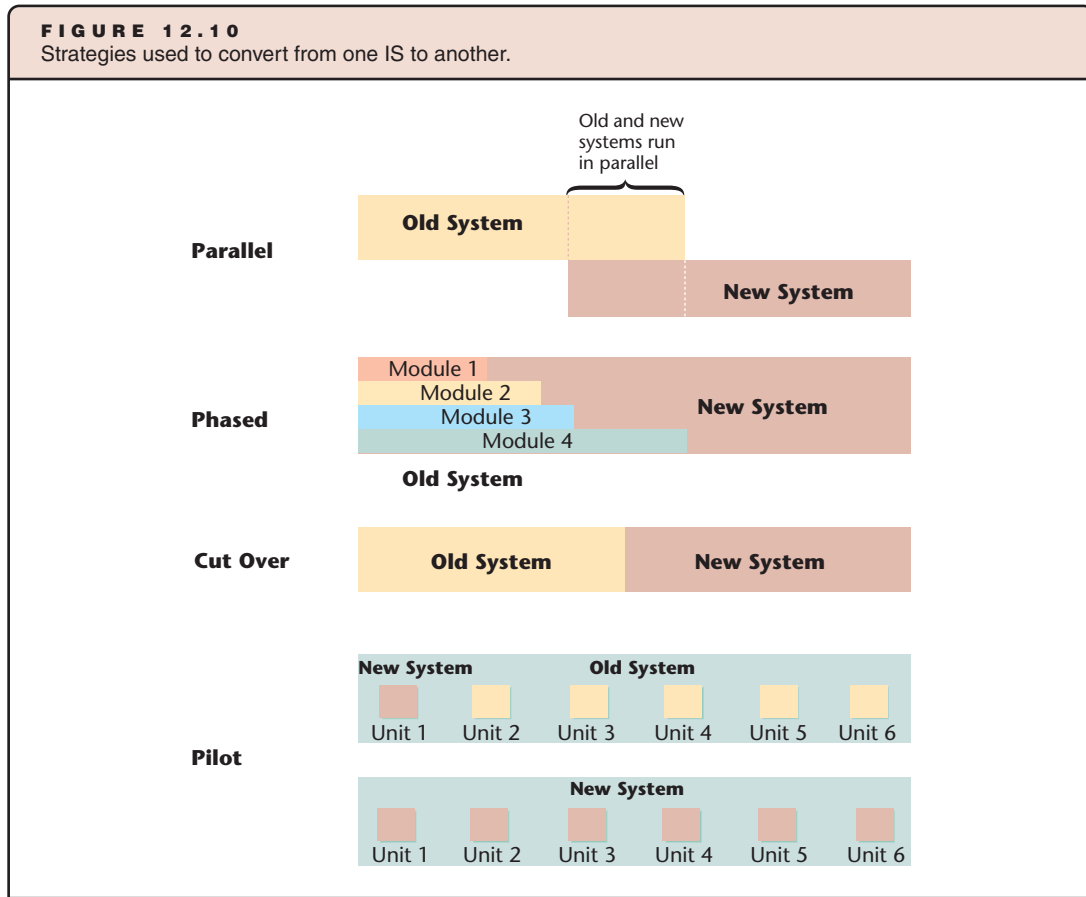 FIGURE 12.10
Strategies used to convert from one IS to another.
Old and new
systems run
in parallel
Parallel
Old System
New System
Phased
Module 1
Module 2
Module 3
Module 4
New System
Old System
Cut Over
Old System
New System
Pilot
New System
Old System
Unit 1 Unit 2 Unit 3 Unit 4 Unit 5 Unit 6
New System
Unit 1 Unit 2 Unit 3 Unit 4 Unit 5 Unit 6